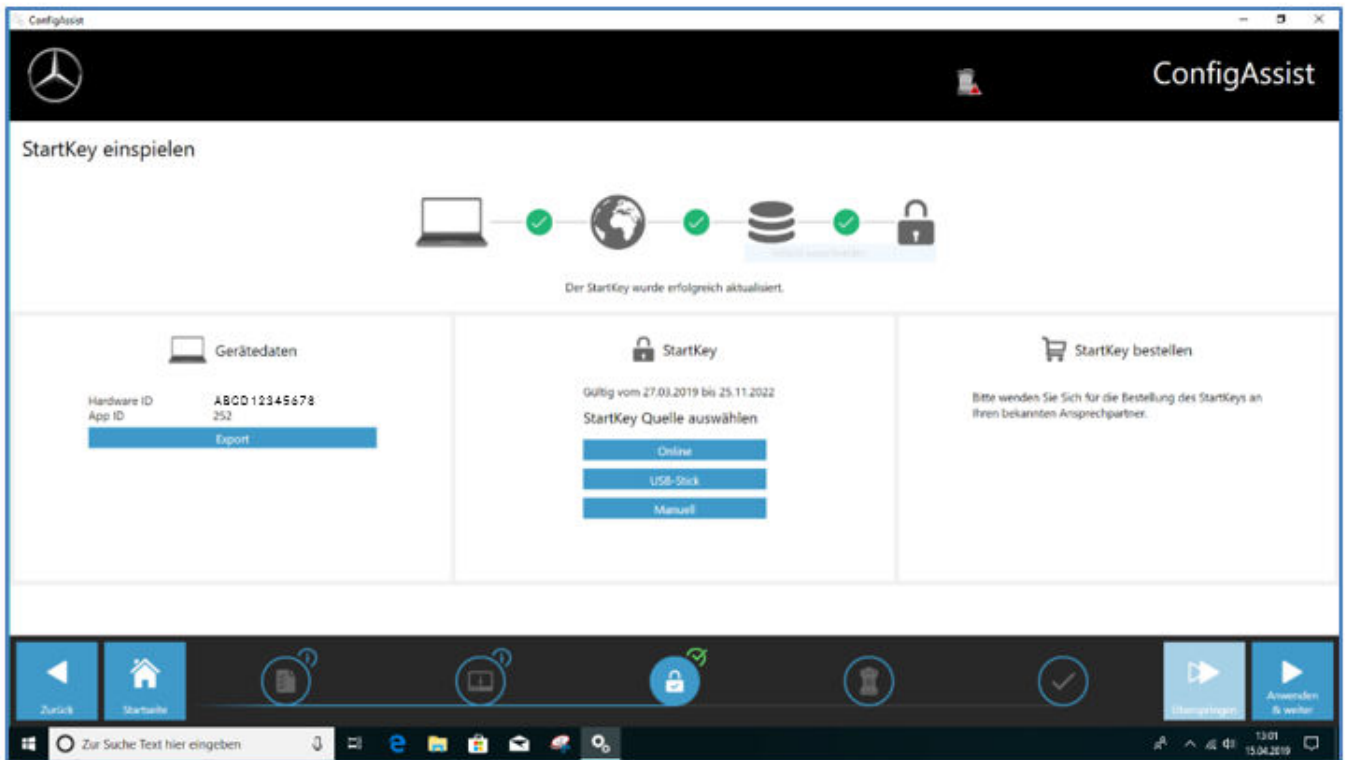 ConfigAssist
ConfigAssist
StartKey einspielen
Der StartKey wurde erfolgreich aktualisiert.
Gerätedaten
Hardware ID ABCD12345678
App ID 252
Export
StartKey
Gültig vom 27.03.2019 bis 25.11.2022
StartKey Quelle auswählen
Online
USB-Stick
Manuell
StartKey bestellen
Bitte wenden Sie Sich für die Bestellung des StartKeys an
Ihren bekannten Ansprechpartner.
Zurück
Startseite
Überspringen
Anwenden
& weiter
Zur Suche Text hier eingeben
13:01
15.04.2019